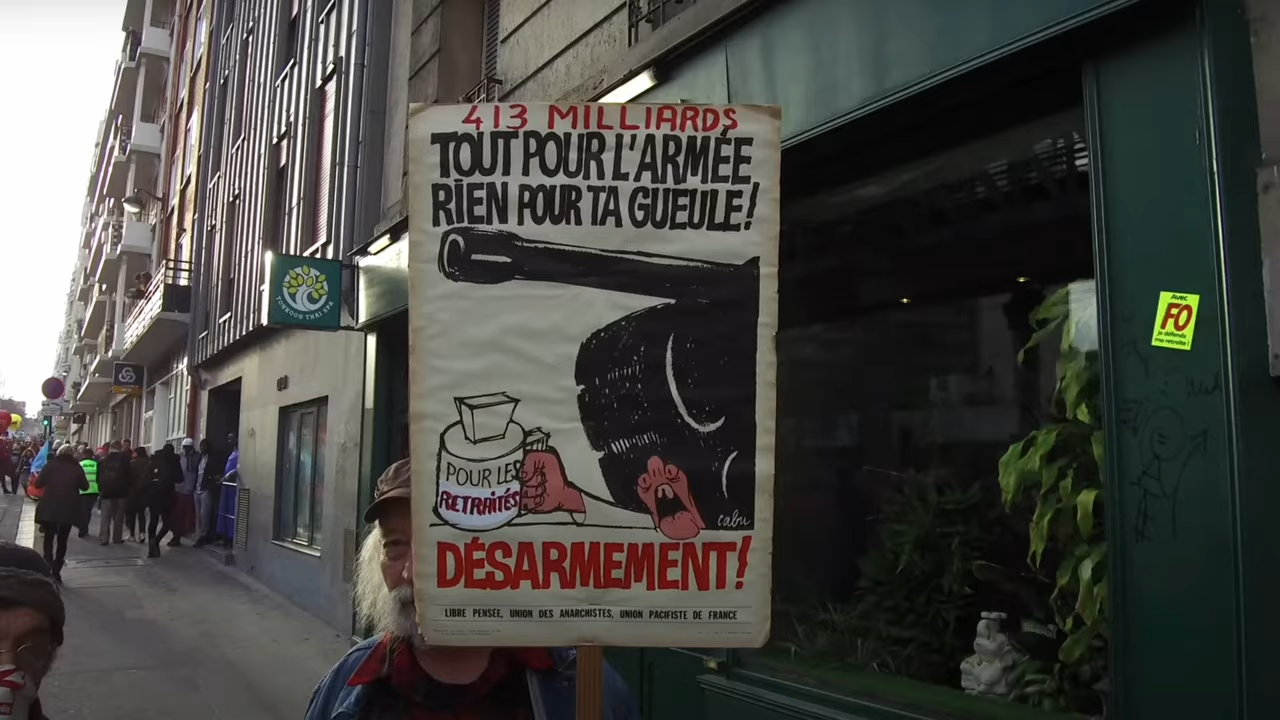 413 MILLIARDS
TOUT POUR L'ARMÉE
RIEN POUR TA GUEULE!
POUR LES
RETRAITÉS
cabu
DÉSARMEMENT!
LIBRE PENSÉE, UNION DES ANARCHISTES, UNION PACIFISTE DE FRANCE
Avec
FO
je défends
ma retraite !